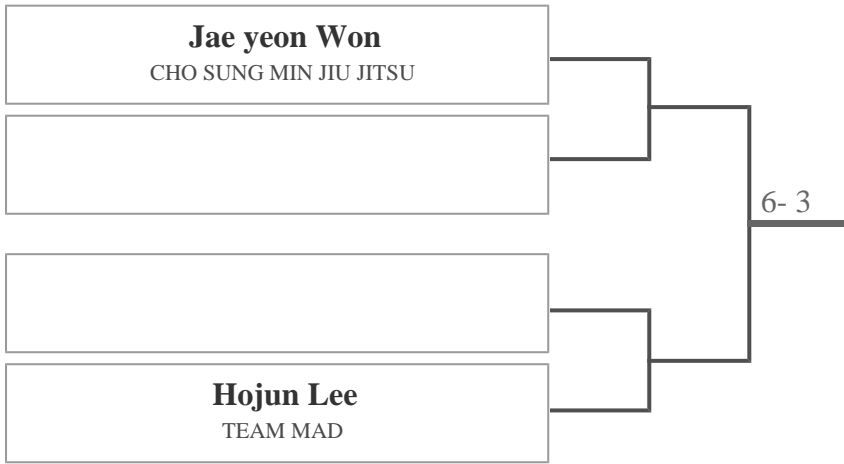 Jae yeon Won
CHO SUNG MIN JIU JITSU
6- 3
Hojun Lee
TEAM MAD